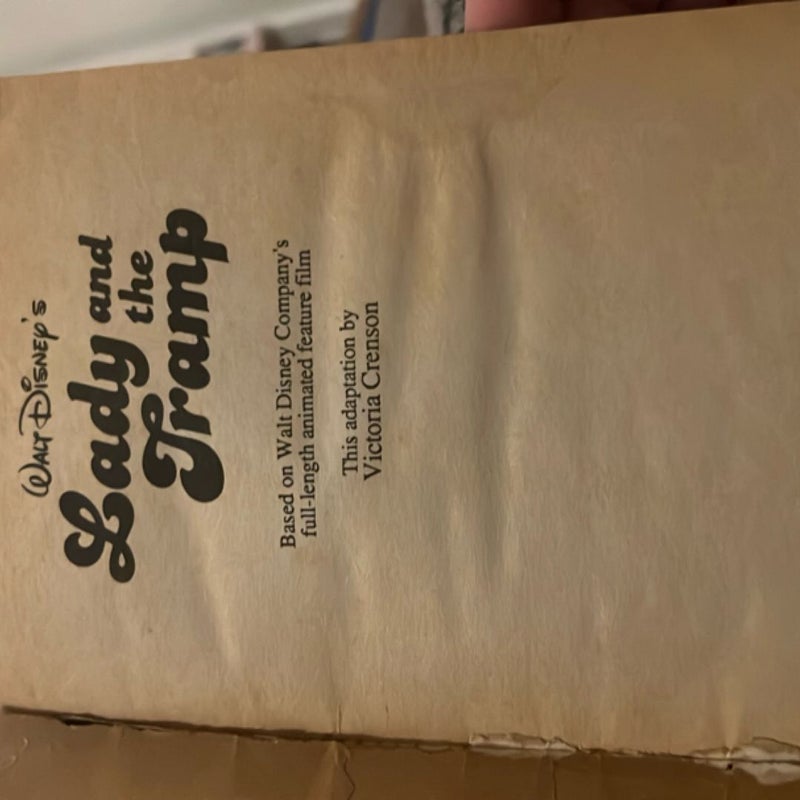 Walt Disney's
Lady and
the
Tramp
Based on Walt Disney Company's
full-length animated feature film
This adaptation by
Victoria Crenson